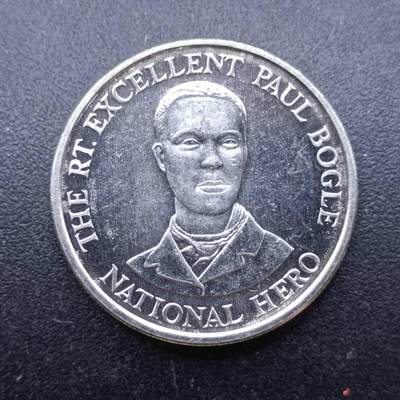 THE RT. EXCELLENT PAUL BOGLE
NATIONAL HERO